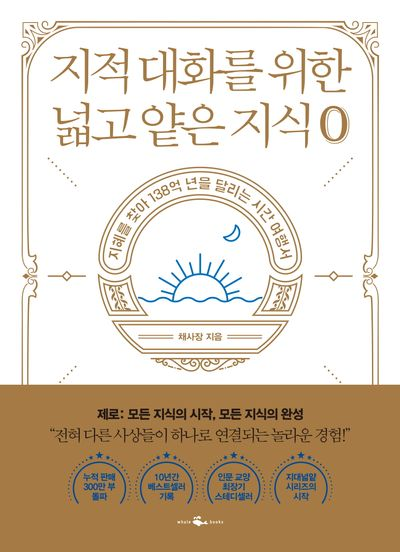 지적 대화를 위한
넓고 얕은 지식 0
지혜를 찾아 138억 년을 달리는 시간 여행서
채사장 지음
제로: 모든 지식의 시작, 모든 지식의 완성
“전혀 다른 사상들이 하나로 연결되는 놀라운 경험!”
누적 판매
300만 부
돌파
10년간
베스트셀러
기록
인문 교양
최장기
스테디셀러
지대넓얕
시리즈의
시작
whale books